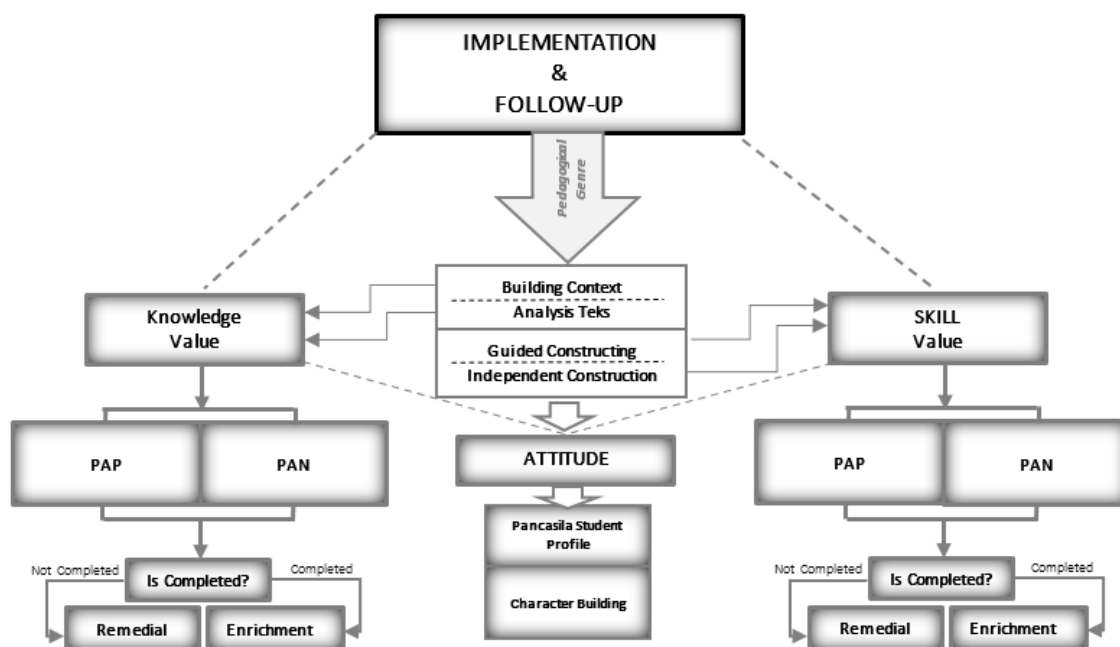 IMPLEMENTATION
&
FOLLOW-UP
Pedagogical
Genre
Building Context
Analysis Teks
Guided Constructing
Independent Construction
Knowledge
Value
SKILL
Value
PAP
PAN
ATTITUDE
PAP
PAN
Pancasila Student
Profile
Character Building
Not Completed
Is Completed?
Completed
Remedial
Enrichment
Not Completed
Is Completed?
Completed
Remedial
Enrichment